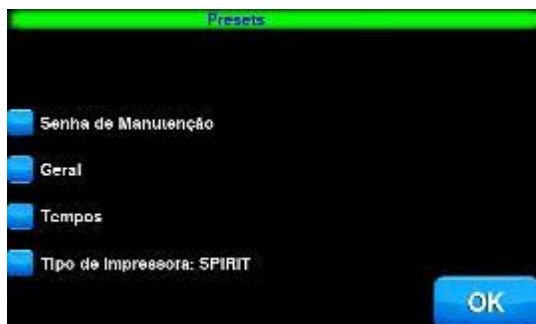 Presets
Senha de Manutenção
Geral
Tempos
Tipo de Impressora: SPIRIT
OK